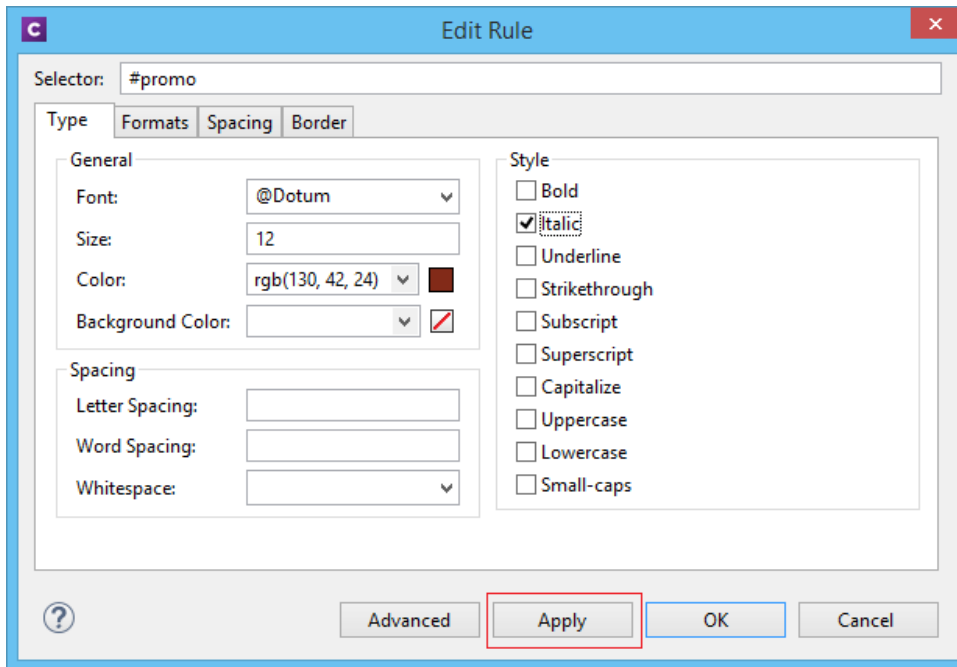 C
Edit Rule
Selector: #promo
Type Formats Spacing Border
General
Font: @Dotum
Size: 12
Color: rgb(130, 42, 24)
Background Color:
Spacing
Letter Spacing:
Word Spacing:
Whitespace:
Style
Bold
Italic
Underline
Strikethrough
Subscript
Superscript
Capitalize
Uppercase
Lowercase
Small-caps
? Advanced Apply OK Cancel